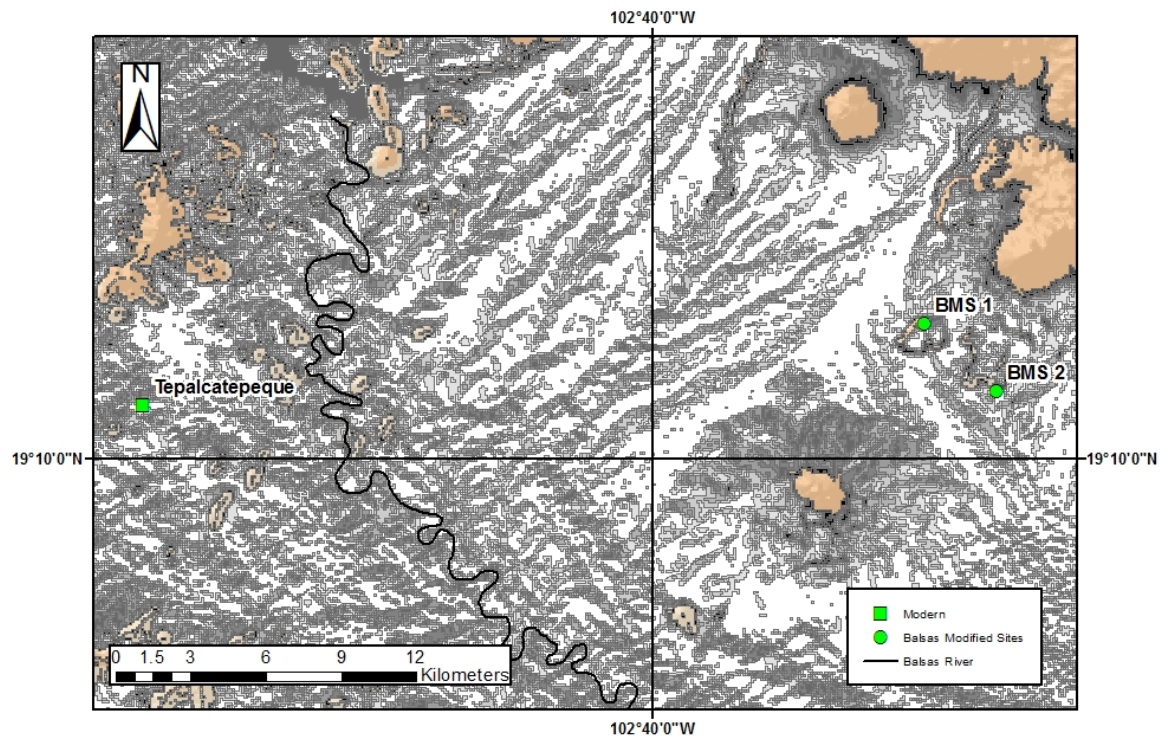 102°40'0"W
N
BMS 1
BMS 2
Tepalcatepeque
19°10'0"N
19°10'0"N
Modern
Balsas Modified Sites
Balsas River
0 1.5 3 6 9 12
Kilometers
102°40'0"W